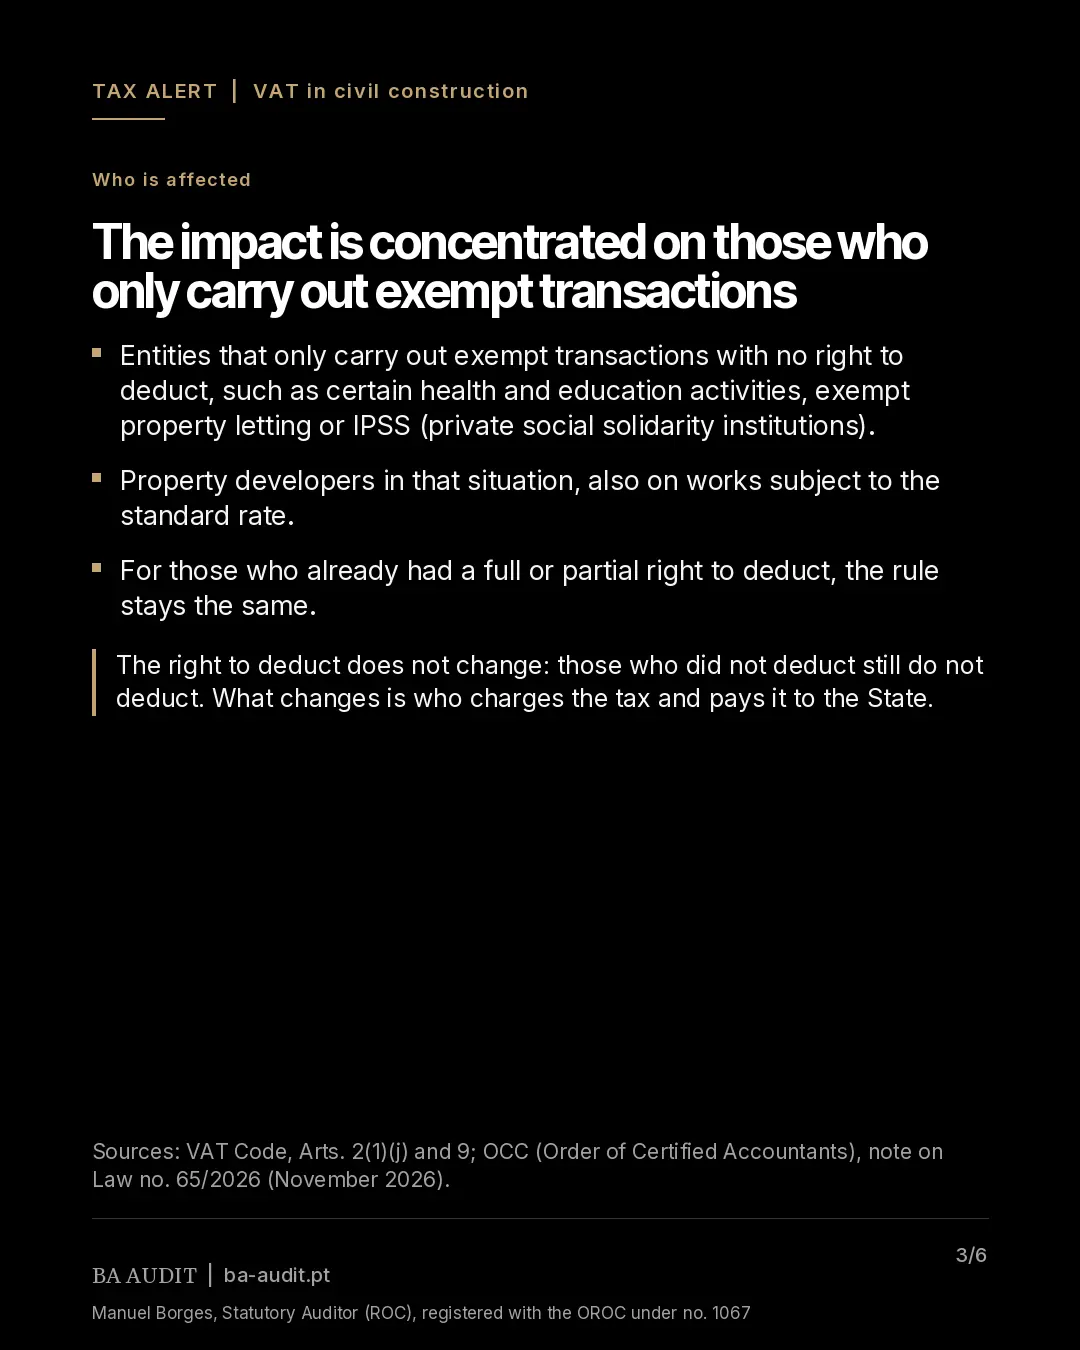 TAX ALERT | VAT in civil construction
Who is affected
The impact is concentrated on those who
only carry out exempt transactions
Entities that only carry out exempt transactions with no right to
deduct, such as certain health and education activities, exempt
property letting or IPSS (private social solidarity institutions).
Property developers in that situation, also on works subject to the
standard rate.
For those who already had a full or partial right to deduct, the rule
stays the same.
The right to deduct does not change: those who did not deduct still do not
deduct. What changes is who charges the tax and pays it to the State.
Sources: VAT Code, Arts. 2(1)(j) and 9; OCC (Order of Certified Accountants), note on
Law no. 65/2026 (November 2026).
3/6
BA AUDIT | ba-audit.pt
Manuel Borges, Statutory Auditor (ROC), registered with the OROC under no. 1067